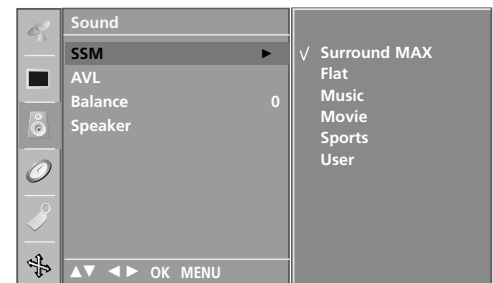 Sound
SSM ►
AVL
Balance 0
Speaker
▲▼ ◄► OK MENU
√ Surround MAX
Flat
Music
Movie
Sports
User